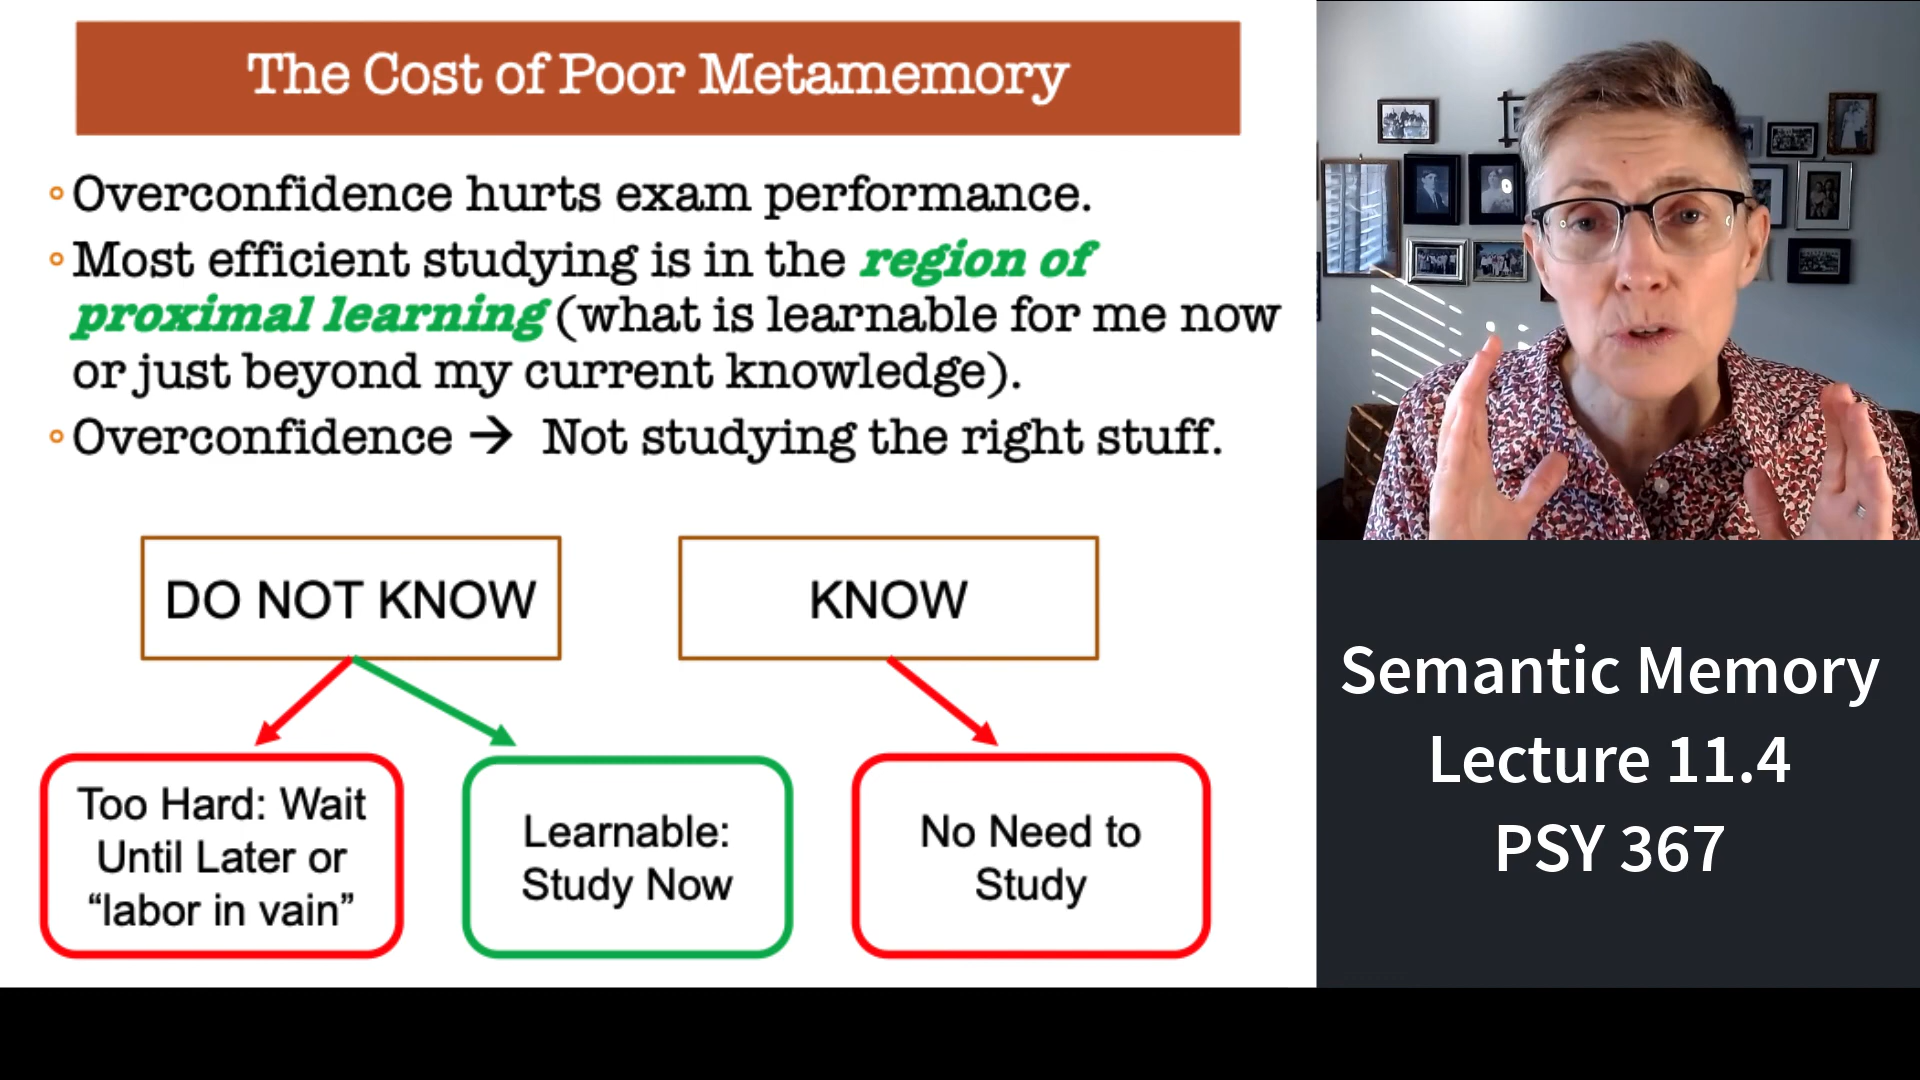 The Cost of Poor Metamemory
Overconfidence hurts exam performance.
Most efficient studying is in the region of
proximal learning (what is learnable for me now
or just beyond my current knowledge).
Overconfidence → Not studying the right stuff.
DO NOT KNOW
KNOW
Too Hard: Wait
Until Later or
“labor in vain”
Learnable:
Study Now
No Need to
Study
Semantic Memory
Lecture 11.4
PSY 367